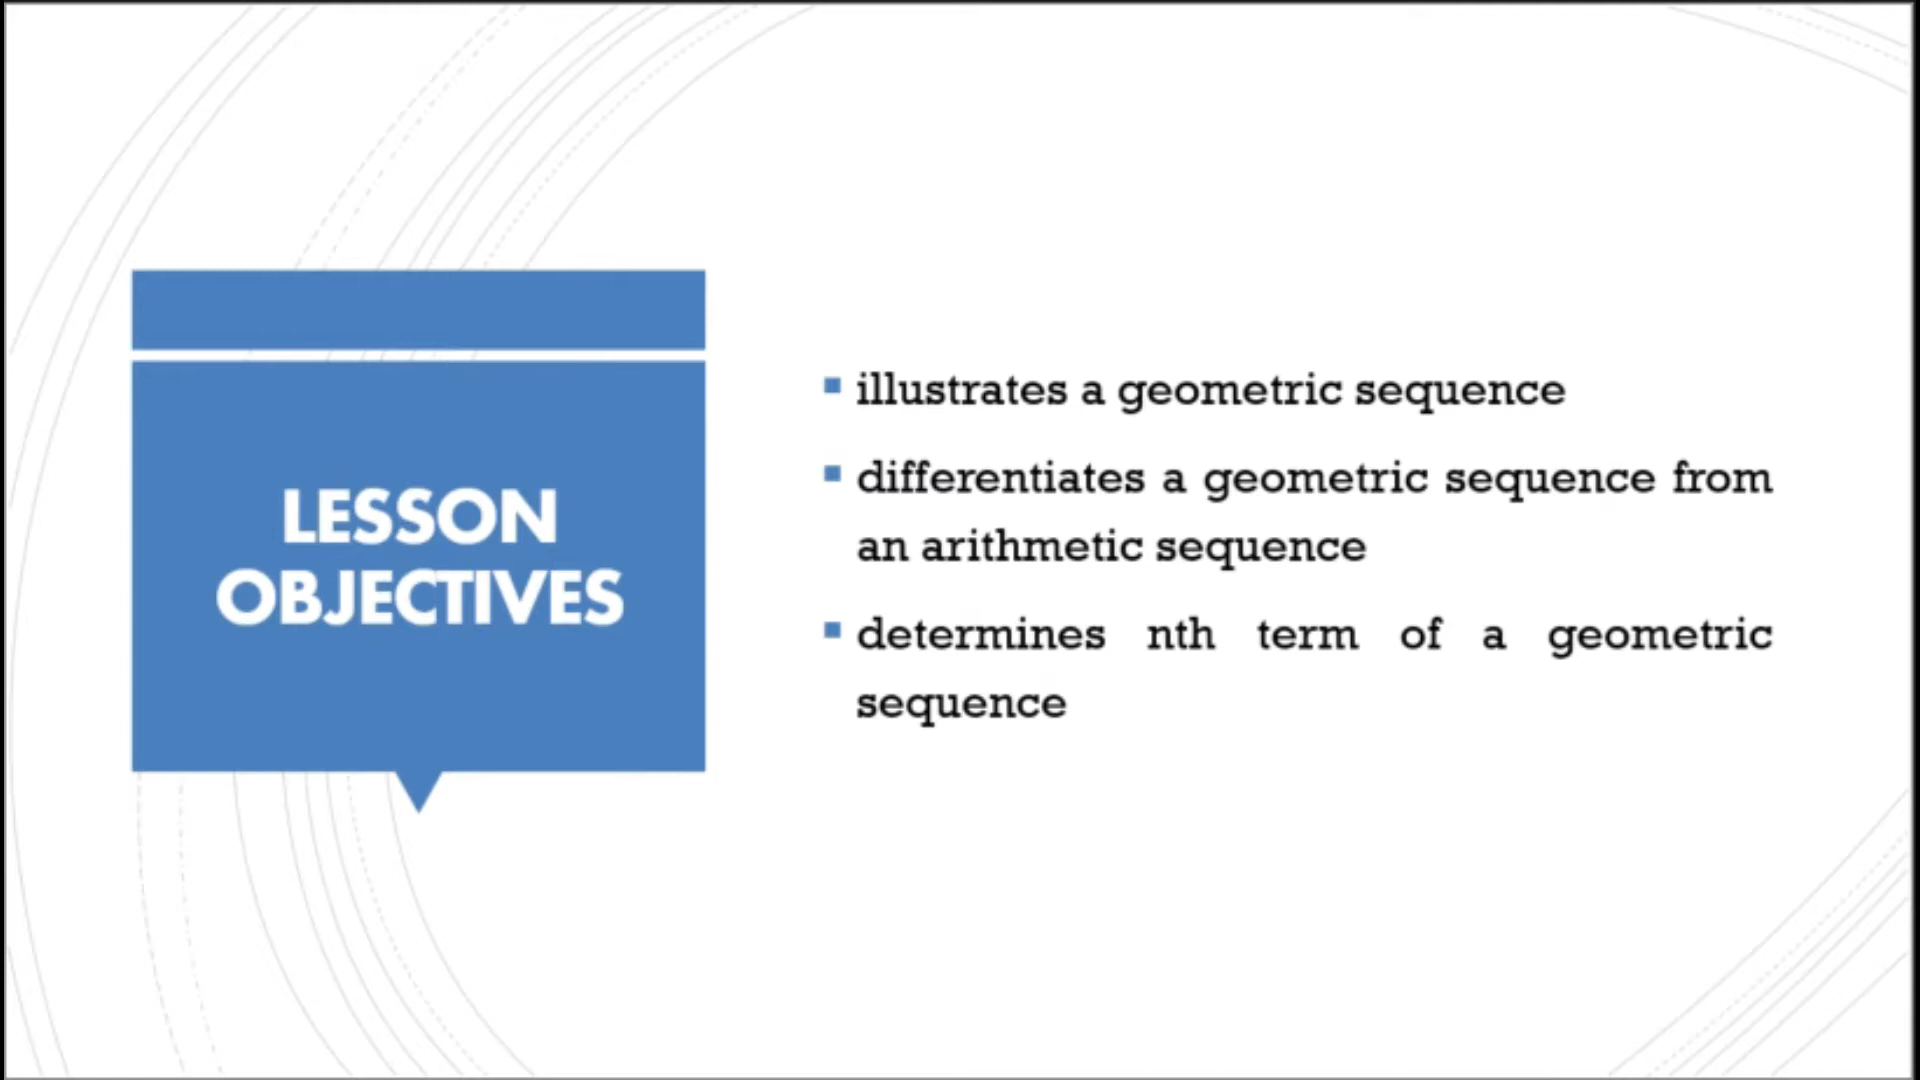 LESSON
OBJECTIVES
illustrates a geometric sequence
differentiates a geometric sequence from
an arithmetic sequence
determines nth term of a geometric
sequence